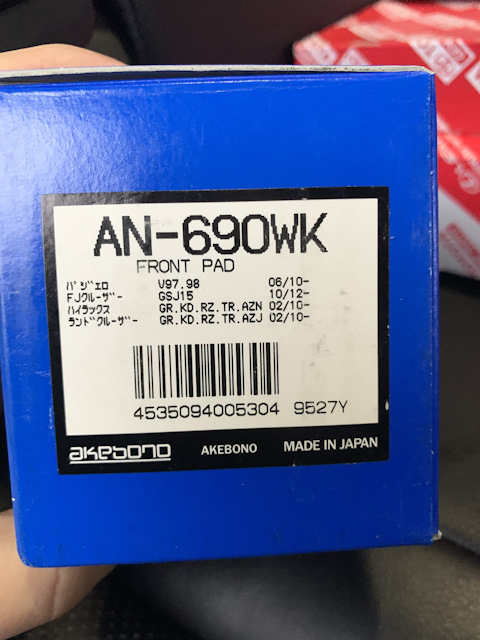 AN-690WK
FRONT PAD
パジェロ V97.98 06/10-
FJクルーザー GSJ15 10/12-
ハイラックス GR.KD.RZ.TR.AZN 02/10-
ランドクルーザー GR.KD.RZ.TR.AZJ 02/10-
4535094005304 9527Y
akebono AKEBONO MADE IN JAPAN